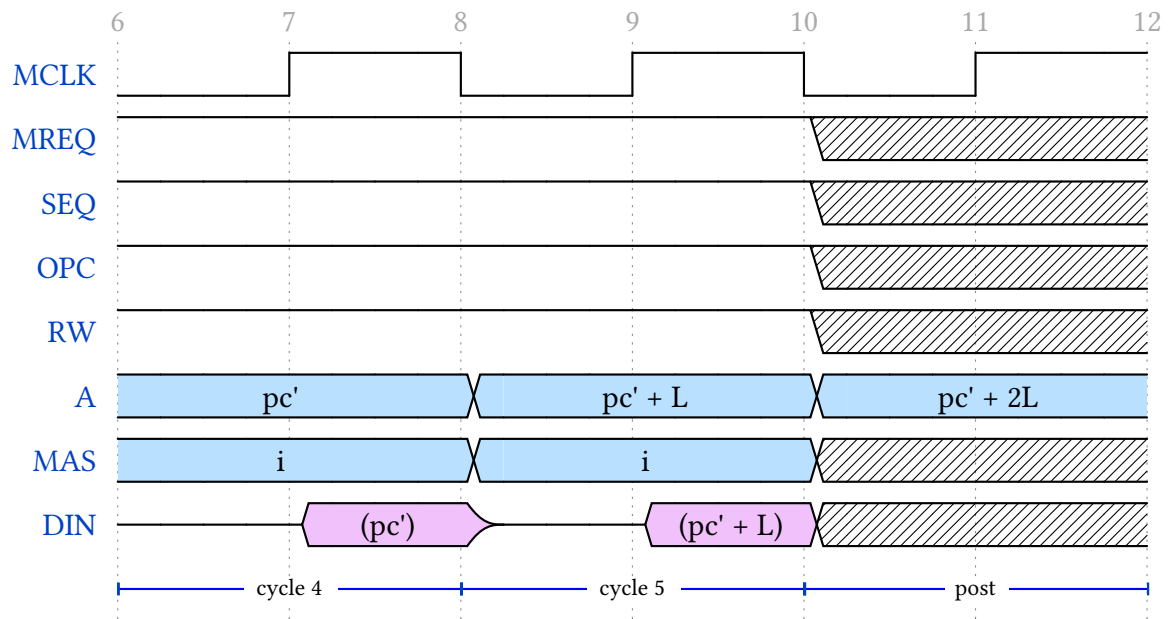 6 7 8 9 10 11 12
MCLK
MREQ
SEQ
OPC
RW
A pc' pc' + L pc' + 2L
MAS i i
DIN (pc') (pc' + L)
cycle 4 cycle 5 post